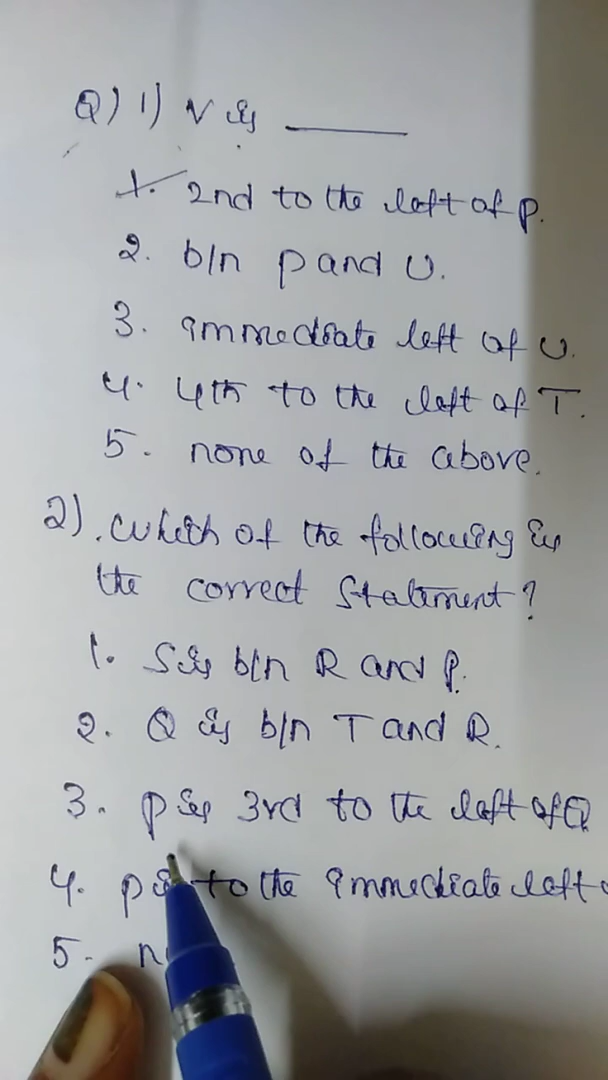 Q) 1) V is ______
1. 2nd to the left of P.
2. b/n P and U.
3. immediate left of U.
4. 4th to the left of T.
5. none of the above.
2). Which of the following is
the correct Statement?
1. S is b/n R and P.
2. Q is b/n T and R.
3. P is 3rd to the left of Q.
4. P is to the immediate left
5.